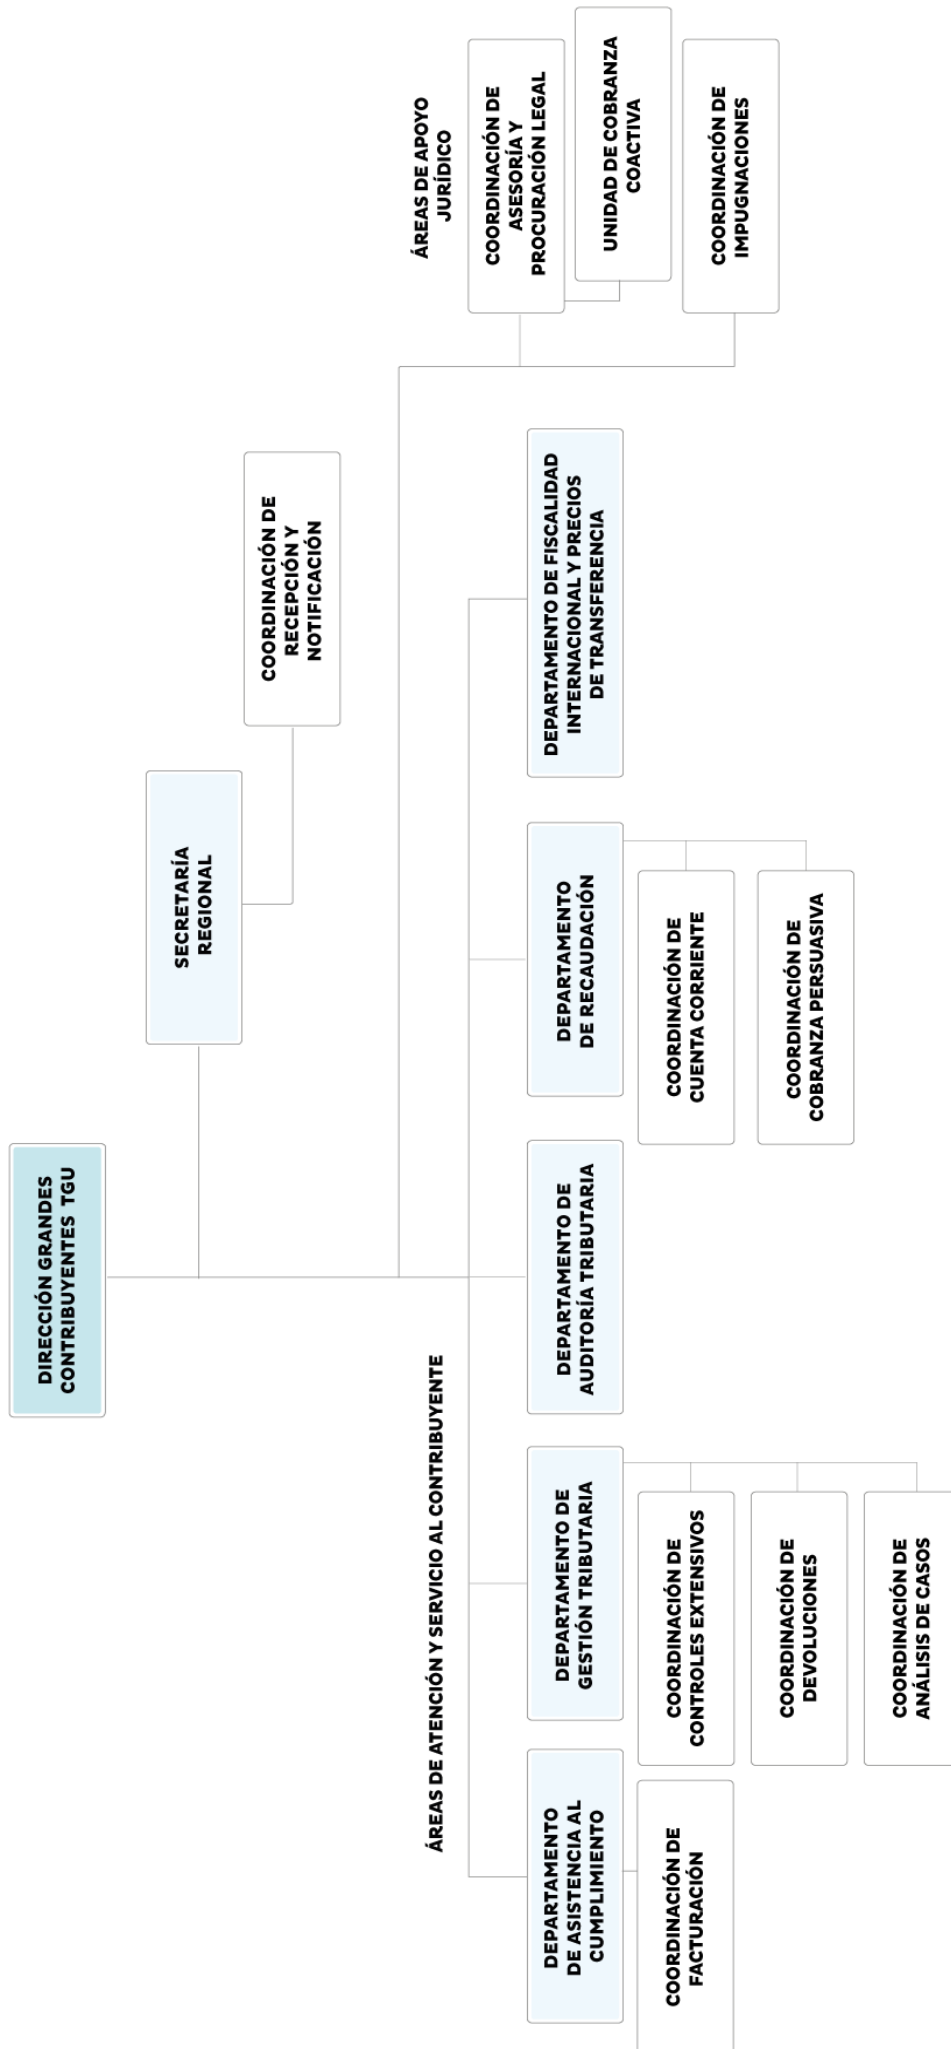 DIRECCIÓN GRANDES
CONTRIBUYENTES TGU
SECRETARÍA
REGIONAL
COORDINACIÓN DE
RECEPCIÓN Y
NOTIFICACIÓN
ÁREAS DE APOYO
JURÍDICO
COORDINACIÓN DE
ASESORÍA Y
PROCURACIÓN LEGAL
UNIDAD DE COBRANZA
COACTIVA
COORDINACIÓN DE
IMPUGNACIONES
ÁREAS DE ATENCIÓN Y SERVICIO AL CONTRIBUYENTE
DEPARTAMENTO
DE ASISTENCIA AL
CUMPLIMIENTO
COORDINACIÓN DE
FACTURACIÓN
DEPARTAMENTO DE
GESTIÓN TRIBUTARIA
COORDINACIÓN DE
CONTROLES EXTENSIVOS
COORDINACIÓN DE
DEVOLUCIONES
COORDINACIÓN DE
ANÁLISIS DE CASOS
DEPARTAMENTO DE
AUDITORÍA TRIBUTARIA
DEPARTAMENTO
DE RECAUDACIÓN
COORDINACIÓN DE
CUENTA CORRIENTE
COORDINACIÓN DE
COBRANZA PERSUASIVA
DEPARTAMENTO DE FISCALIDAD
INTERNACIONAL Y PRECIOS
DE TRANSFERENCIA